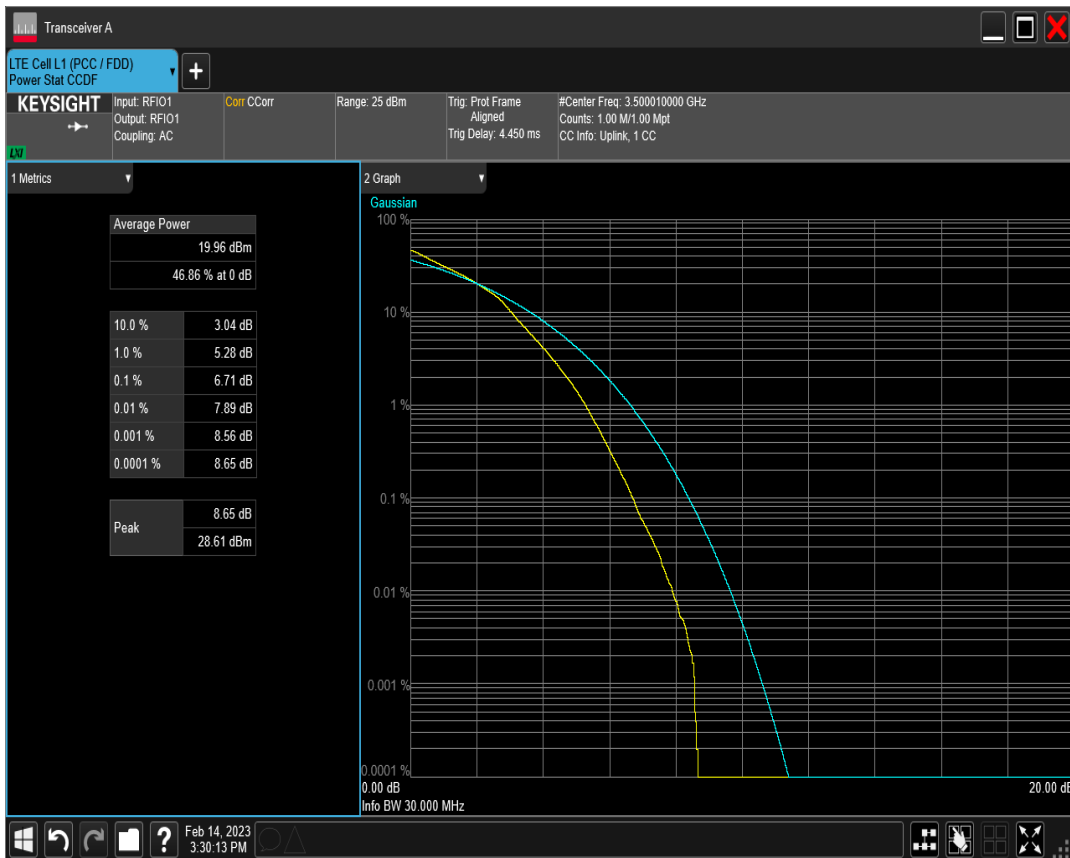 Transceiver A
LTE Cell L1 (PCC / FDD)
Power Stat CCDF
+
KEYSIGHT
LXI
Input: RFIO1
Output: RFIO1
Coupling: AC
Corr CCorr
Range: 25 dBm
Trig: Prot Frame
Aligned
Trig Delay: 4.450 ms
#Center Freq: 3.500010000 GHz
Counts: 1.00 M/1.00 Mpt
CC Info: Uplink, 1 CC
1 Metrics
Average Power
19.96 dBm
46.86 % at 0 dB
10.0 % 3.04 dB
1.0 % 5.28 dB
0.1 % 6.71 dB
0.01 % 7.89 dB
0.001 % 8.56 dB
0.0001 % 8.65 dB
Peak
8.65 dB
28.61 dBm
2 Graph
Gaussian
100 %
10 %
1 %
0.1 %
0.01 %
0.001 %
0.0001 %
0.00 dB 20.00 dB
Info BW 30.000 MHz
?
Feb 14, 2023
3:30:13 PM